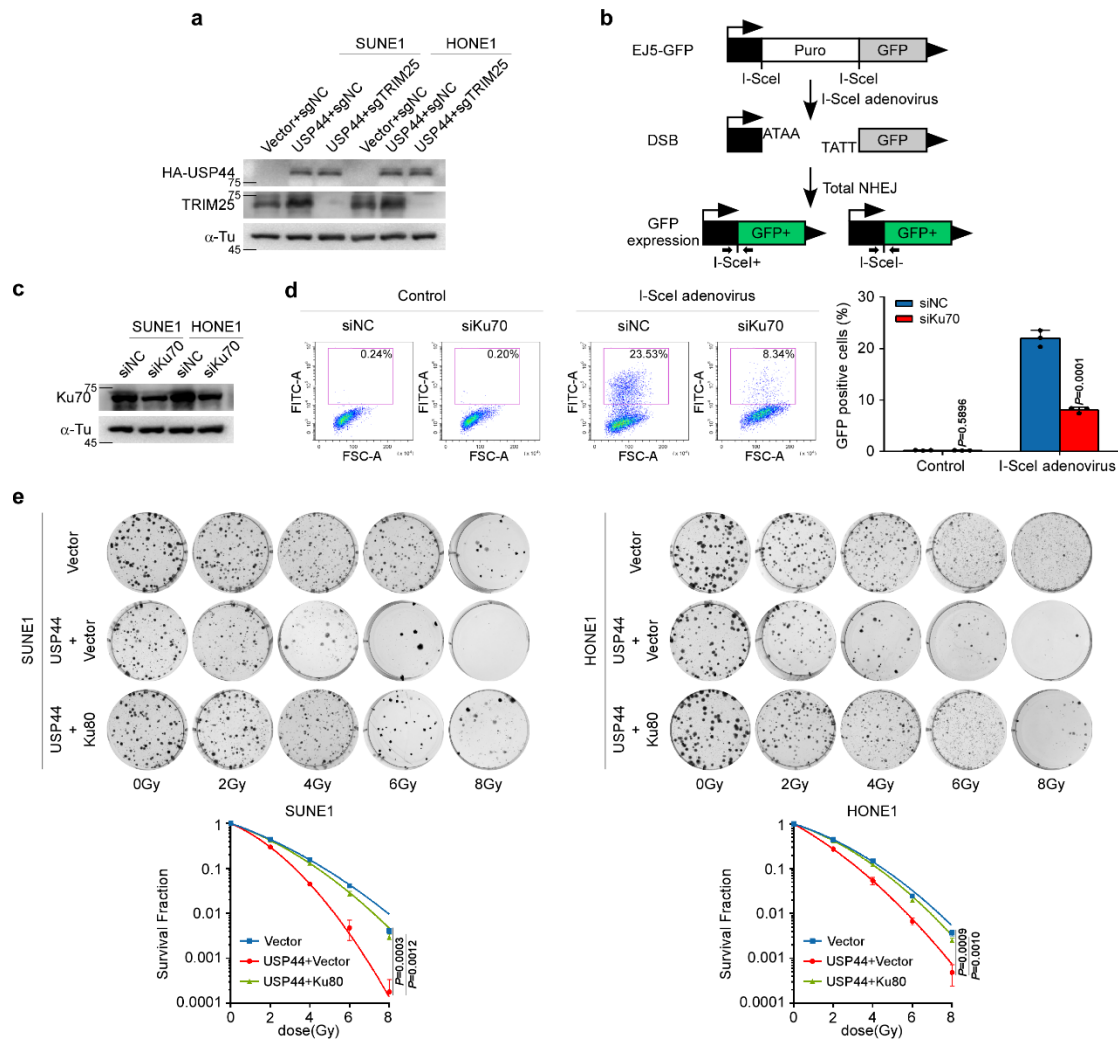 a
SUNE1 HONE1
Vector+sgNC
USP44+sgNC
USP44+sgTRIM25
Vector+sgNC
USP44+sgNC
USP44+sgTRIM25
HA-USP44
75
TRIM25
75
α-Tu
45
b
EJ5-GFP
Puro
GFP
I-SceI I-SceI
I-SceI adenovirus
DSB
ATAA
TATT
GFP
Total NHEJ
GFP
expression
GFP+ GFP+
I-SceI+ I-SceI-
c
SUNE1 HONE1
siNC
siKu70
siNC
siKu70
Ku70
75
α-Tu
45
d
Control I-SceI adenovirus
siNC siKu70 siNC siKu70
0.24% 0.20% 23.53% 8.34%
FITC-A FITC-A FITC-A FITC-A
FSC-A FSC-A FSC-A FSC-A
siNC
siKu70
GFP positive cells (%)
30
20
10
0
P=0.5896
P=0.0001
Control I-SceI adenovirus
e
SUNE1
Vector
USP44
+
Vector
USP44
+
Ku80
0Gy 2Gy 4Gy 6Gy 8Gy
HONE1
Vector
USP44
+
Vector
USP44
+
Ku80
0Gy 2Gy 4Gy 6Gy 8Gy
SUNE1
Survival Fraction
1
0.1
0.01
0.001
0.0001
Vector
USP44+Vector
USP44+Ku80
P=0.0003
P=0.0012
0 2 4 6 8
dose(Gy)
HONE1
Survival Fraction
1
0.1
0.01
0.001
0.0001
Vector
USP44+Vector
USP44+Ku80
P=0.0009
P=0.0010
0 2 4 6 8
dose(Gy)